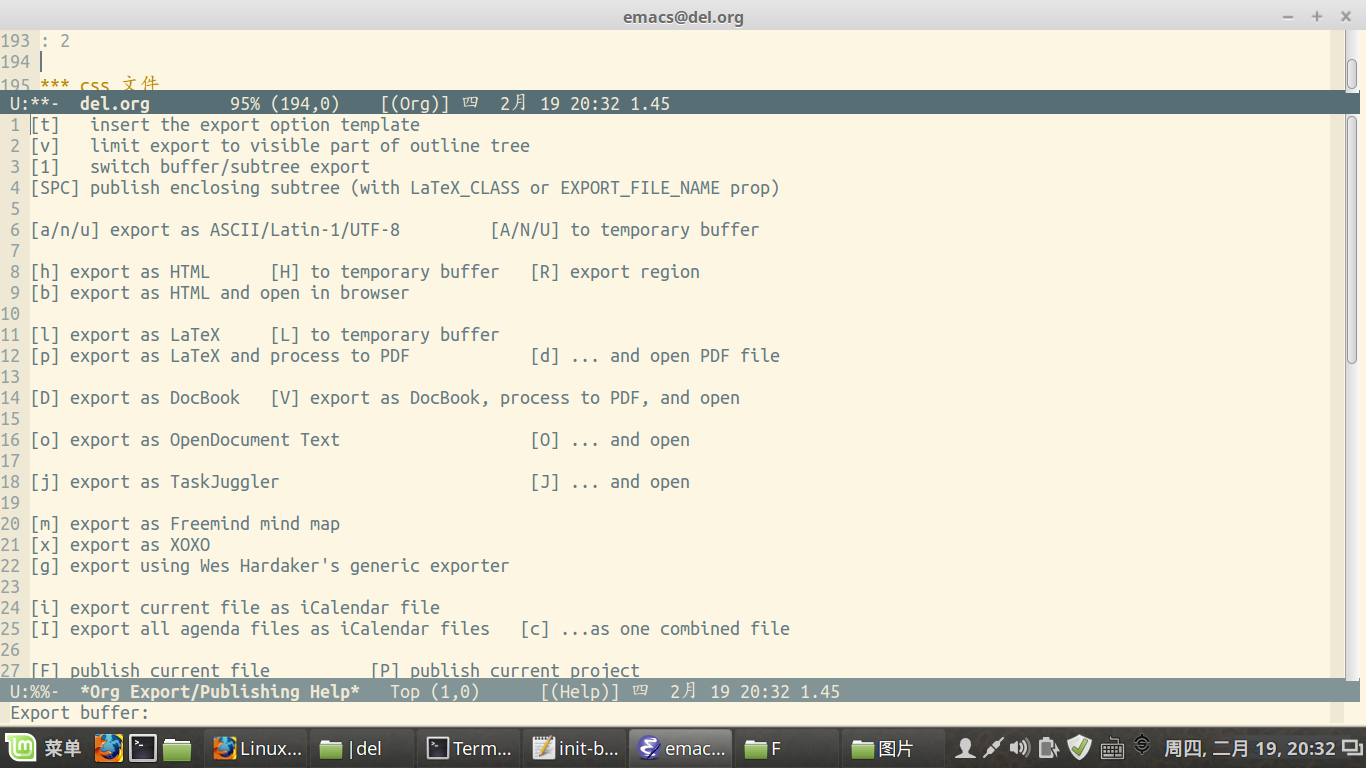 emacs@del.org
193 : 2
194
195 *** css 文件
U:**-  del.org        95% (194,0)    [(Org)] 四  2月 19 20:32 1.45
1 [t]   insert the export option template
2 [v]   limit export to visible part of outline tree
3 [1]   switch buffer/subtree export
4 [SPC] publish enclosing subtree (with LaTeX_CLASS or EXPORT_FILE_NAME prop)
5
6 [a/n/u] export as ASCII/Latin-1/UTF-8         [A/N/U] to temporary buffer
7
8 [h] export as HTML      [H] to temporary buffer   [R] export region
9 [b] export as HTML and open in browser
10
11 [l] export as LaTeX     [L] to temporary buffer
12 [p] export as LaTeX and process to PDF            [d] ... and open PDF file
13
14 [D] export as DocBook   [V] export as DocBook, process to PDF, and open
15
16 [o] export as OpenDocument Text                   [O] ... and open
17
18 [j] export as TaskJuggler                         [J] ... and open
19
20 [m] export as Freemind mind map
21 [x] export as XOXO
22 [g] export using Wes Hardaker's generic exporter
23
24 [i] export current file as iCalendar file
25 [I] export all agenda files as iCalendar files   [c] ...as one combined file
26
27 [F] publish current file          [P] publish current project
U:%%-  *Org Export/Publishing Help*   Top (1,0)      [(Help)] 四  2月 19 20:32 1.45
Export buffer:
菜单 Linux... |del Term... init-b... emac... F 图片 周四, 二月 19, 20:32